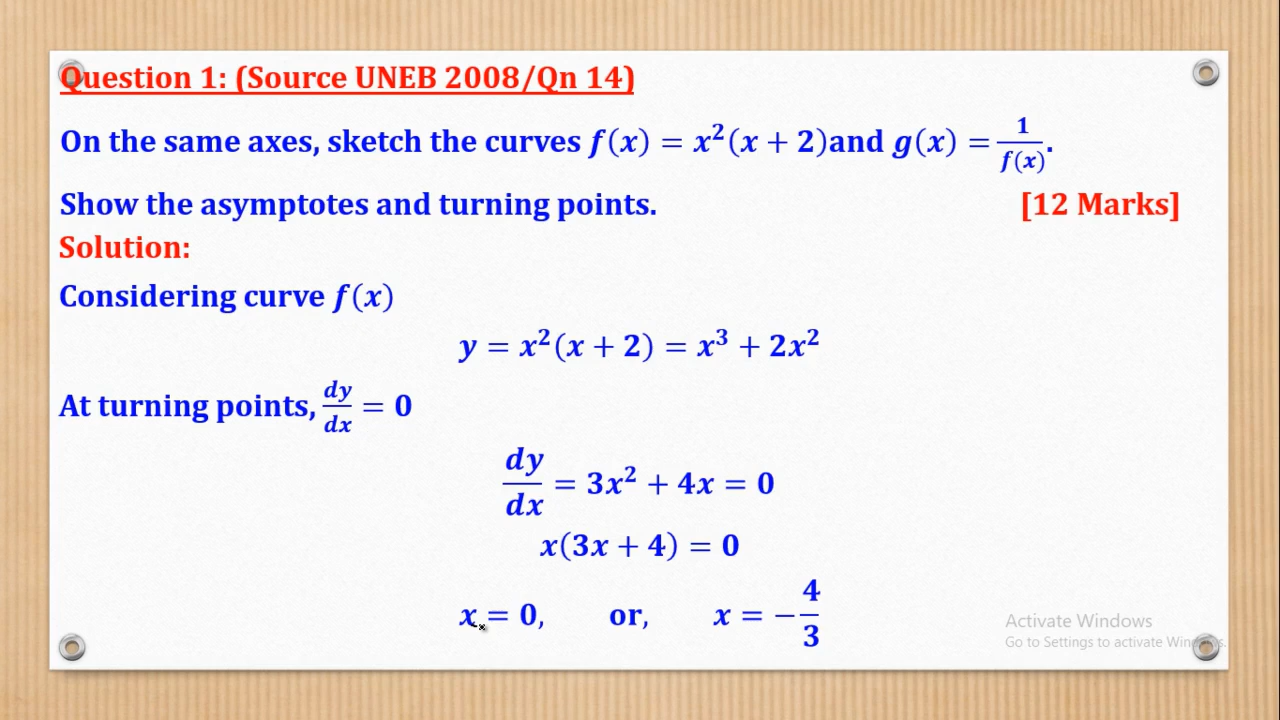 Question 1: (Source UNEB 2008/Qn 14)
On the same axes, sketch the curves f(x) = x²(x + 2)and g(x) = 1/f(x).
Show the asymptotes and turning points. [12 Marks]
Solution:
Considering curve f(x)
y = x²(x + 2) = x³ + 2x²
At turning points, dy/dx = 0
dy/dx = 3x² + 4x = 0
x(3x + 4) = 0
x = 0, or, x = −4/3
Activate Windows
Go to Settings to activate Windows.